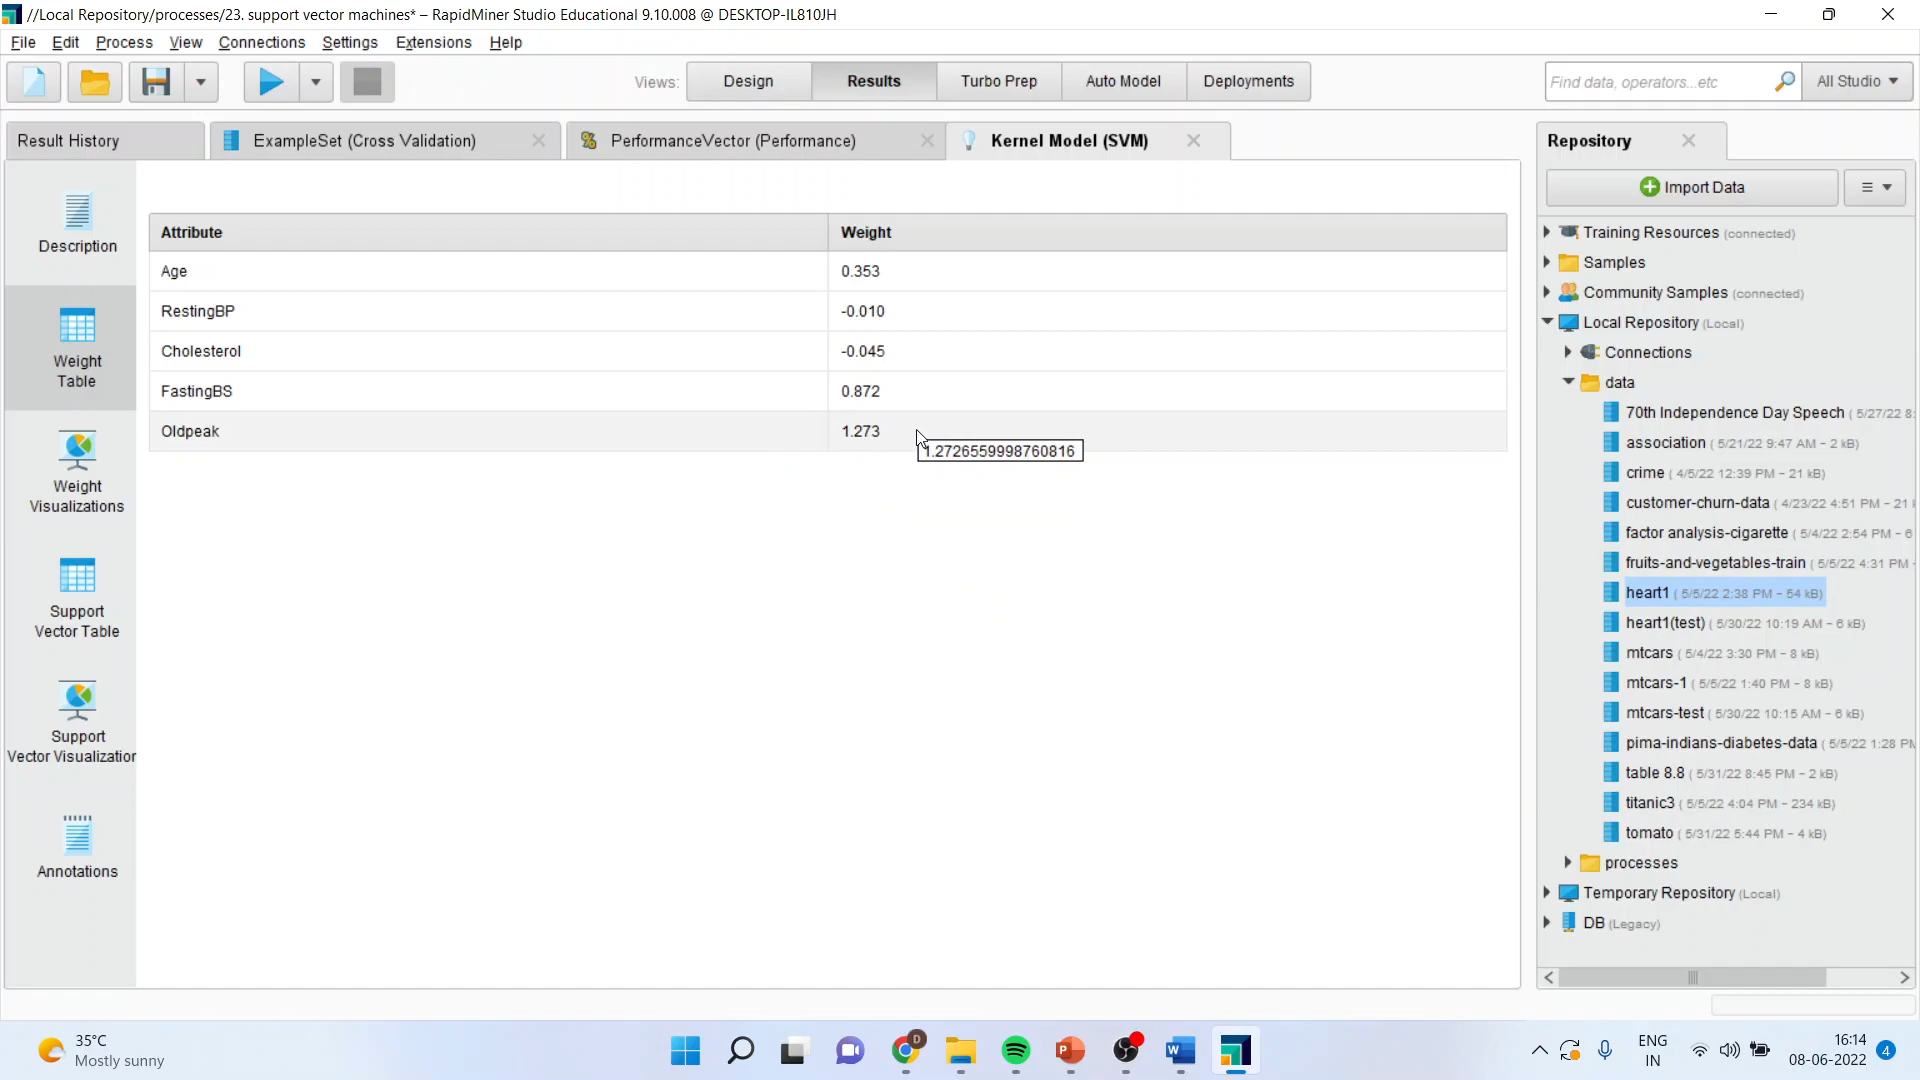 //Local Repository/processes/23. support vector machines* – RapidMiner Studio Educational 9.10.008 @ DESKTOP-IL810JH
File Edit Process View Connections Settings Extensions Help
Views: Design Results Turbo Prep Auto Model Deployments
Find data, operators...etc
All Studio
Result History
ExampleSet (Cross Validation)
PerformanceVector (Performance)
Kernel Model (SVM)
Description
Weight
Table
Weight
Visualizations
Support
Vector Table
Support
Vector Visualization
Annotations
Attribute Weight
Age 0.353
RestingBP -0.010
Cholesterol -0.045
FastingBS 0.872
Oldpeak 1.273
1.2726559998760816
Repository
Import Data
Training Resources (connected)
Samples
Community Samples (connected)
Local Repository (Local)
Connections
data
70th Independence Day Speech ( 5/27/22 8:
association ( 5/21/22 9:47 AM – 2 kB)
crime ( 4/5/22 12:39 PM – 21 kB)
customer-churn-data ( 4/23/22 4:51 PM – 21
factor analysis-cigarette ( 5/4/22 2:54 PM – 6
fruits-and-vegetables-train ( 5/5/22 4:31 PM -
heart1 ( 5/5/22 2:38 PM – 54 kB)
heart1(test) ( 5/30/22 10:19 AM – 6 kB)
mtcars ( 5/4/22 3:30 PM – 8 kB)
mtcars-1 ( 5/5/22 1:40 PM – 8 kB)
mtcars-test ( 5/30/22 10:15 AM – 6 kB)
pima-indians-diabetes-data ( 5/5/22 1:28 PM
table 8.8 ( 5/31/22 8:45 PM – 2 kB)
titanic3 ( 5/5/22 4:04 PM – 234 kB)
tomato ( 5/31/22 5:44 PM – 4 kB)
processes
Temporary Repository (Local)
DB (Legacy)
35°C
Mostly sunny
D
P
W
ENG
IN
16:14
08-06-2022
4